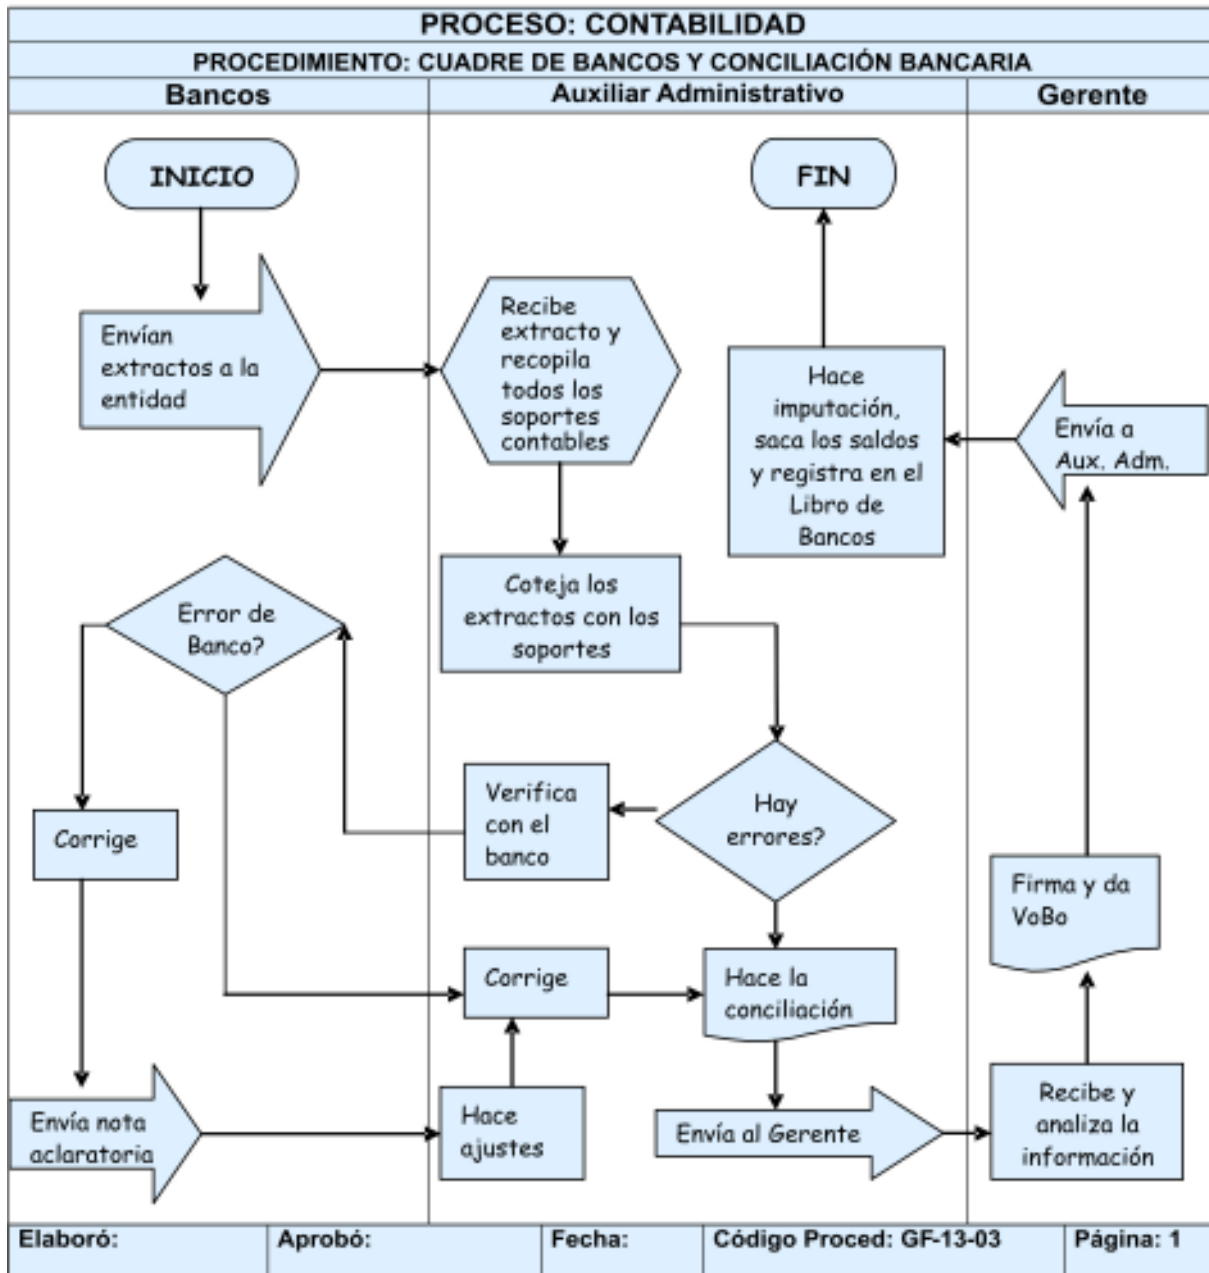 PROCESO: CONTABILIDAD
PROCEDIMIENTO: CUADRE DE BANCOS Y CONCILIACIÓN BANCARIA
Bancos
Auxiliar Administrativo
Gerente
INICIO
FIN
Envían
extractos a la
entidad
Recibe
extracto y
recopila
todos los
soportes
contables
Hace
imputación,
saca los saldos
y registra en el
Libro de
Bancos
Envía a
Aux. Adm.
Coteja los
extractos con los
soportes
Error de
Banco?
Verifica
con el
banco
Hay
errores?
Corrige
Firma y da
VoBo
Corrige
Hace la
conciliación
Envía nota
aclaratoria
Hace
ajustes
Envía al Gerente
Recibe y
analiza la
información
Elaboró:
Aprobó:
Fecha:
Código Proced: GF-13-03
Página: 1